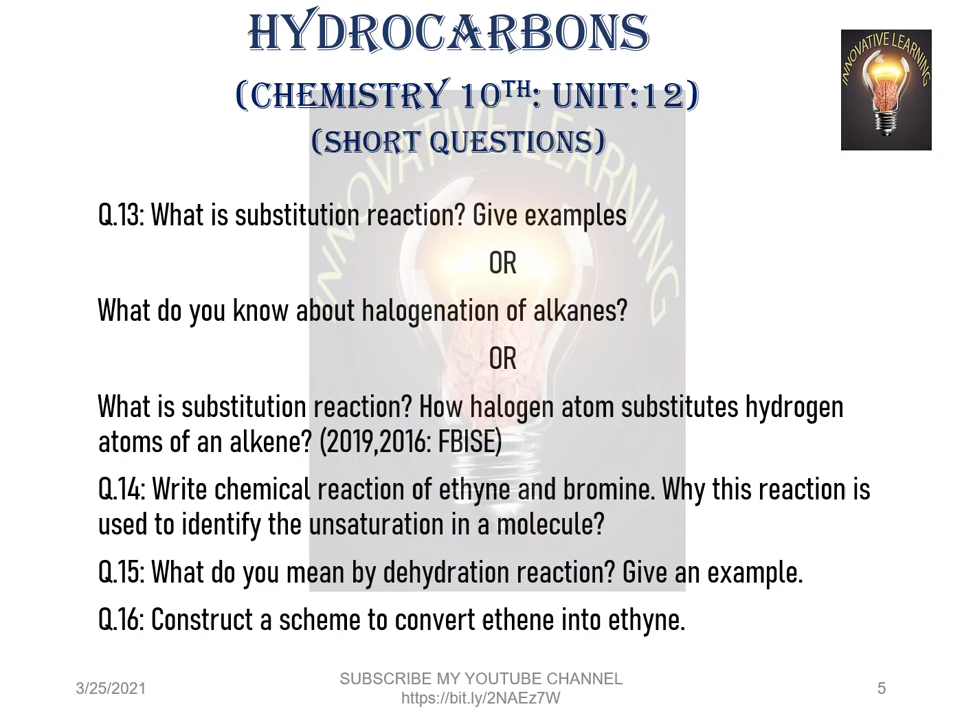 HYDROCARBONS
(CHEMISTRY 10TH: UNIT:12)
(SHORT QUESTIONS)
INNOVATIVE LEARNING
INNOVATIVE LEARNING
Q.13: What is substitution reaction? Give examples
OR
What do you know about halogenation of alkanes?
OR
What is substitution reaction? How halogen atom substitutes hydrogen
atoms of an alkene? (2019,2016: FBISE)
Q.14: Write chemical reaction of ethyne and bromine. Why this reaction is
used to identify the unsaturation in a molecule?
Q.15: What do you mean by dehydration reaction? Give an example.
Q.16: Construct a scheme to convert ethene into ethyne.
3/25/2021
SUBSCRIBE MY YOUTUBE CHANNEL
https://bit.ly/2NAEz7W
5